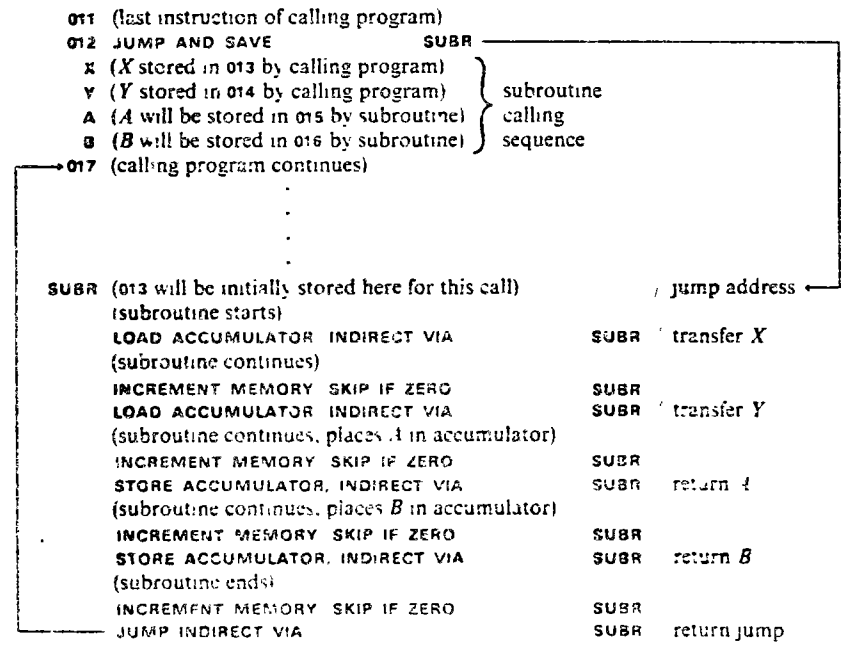 011 (last instruction of calling program)
012 JUMP AND SAVE SUBR
X (X stored in 013 by calling program)
Y (Y stored in 014 by calling program) subroutine
A (A will be stored in 015 by subroutine) calling
B (B will be stored in 016 by subroutine) sequence
017 (calling program continues)
.
.
.
.
SUBR (013 will be initially stored here for this call) / jump address
(subroutine starts)
LOAD ACCUMULATOR INDIRECT VIA SUBR / transfer X
(subroutine continues)
INCREMENT MEMORY SKIP IF ZERO SUBR
LOAD ACCUMULATOR INDIRECT VIA SUBR / transfer Y
(subroutine continues, places A in accumulator)
INCREMENT MEMORY SKIP IF ZERO SUBR
STORE ACCUMULATOR, INDIRECT VIA SUBR return A
(subroutine continues, places B in accumulator)
INCREMENT MEMORY SKIP IF ZERO SUBR
STORE ACCUMULATOR, INDIRECT VIA SUBR return B
(subroutine ends)
INCREMENT MEMORY SKIP IF ZERO SUBR
JUMP INDIRECT VIA SUBR return jump